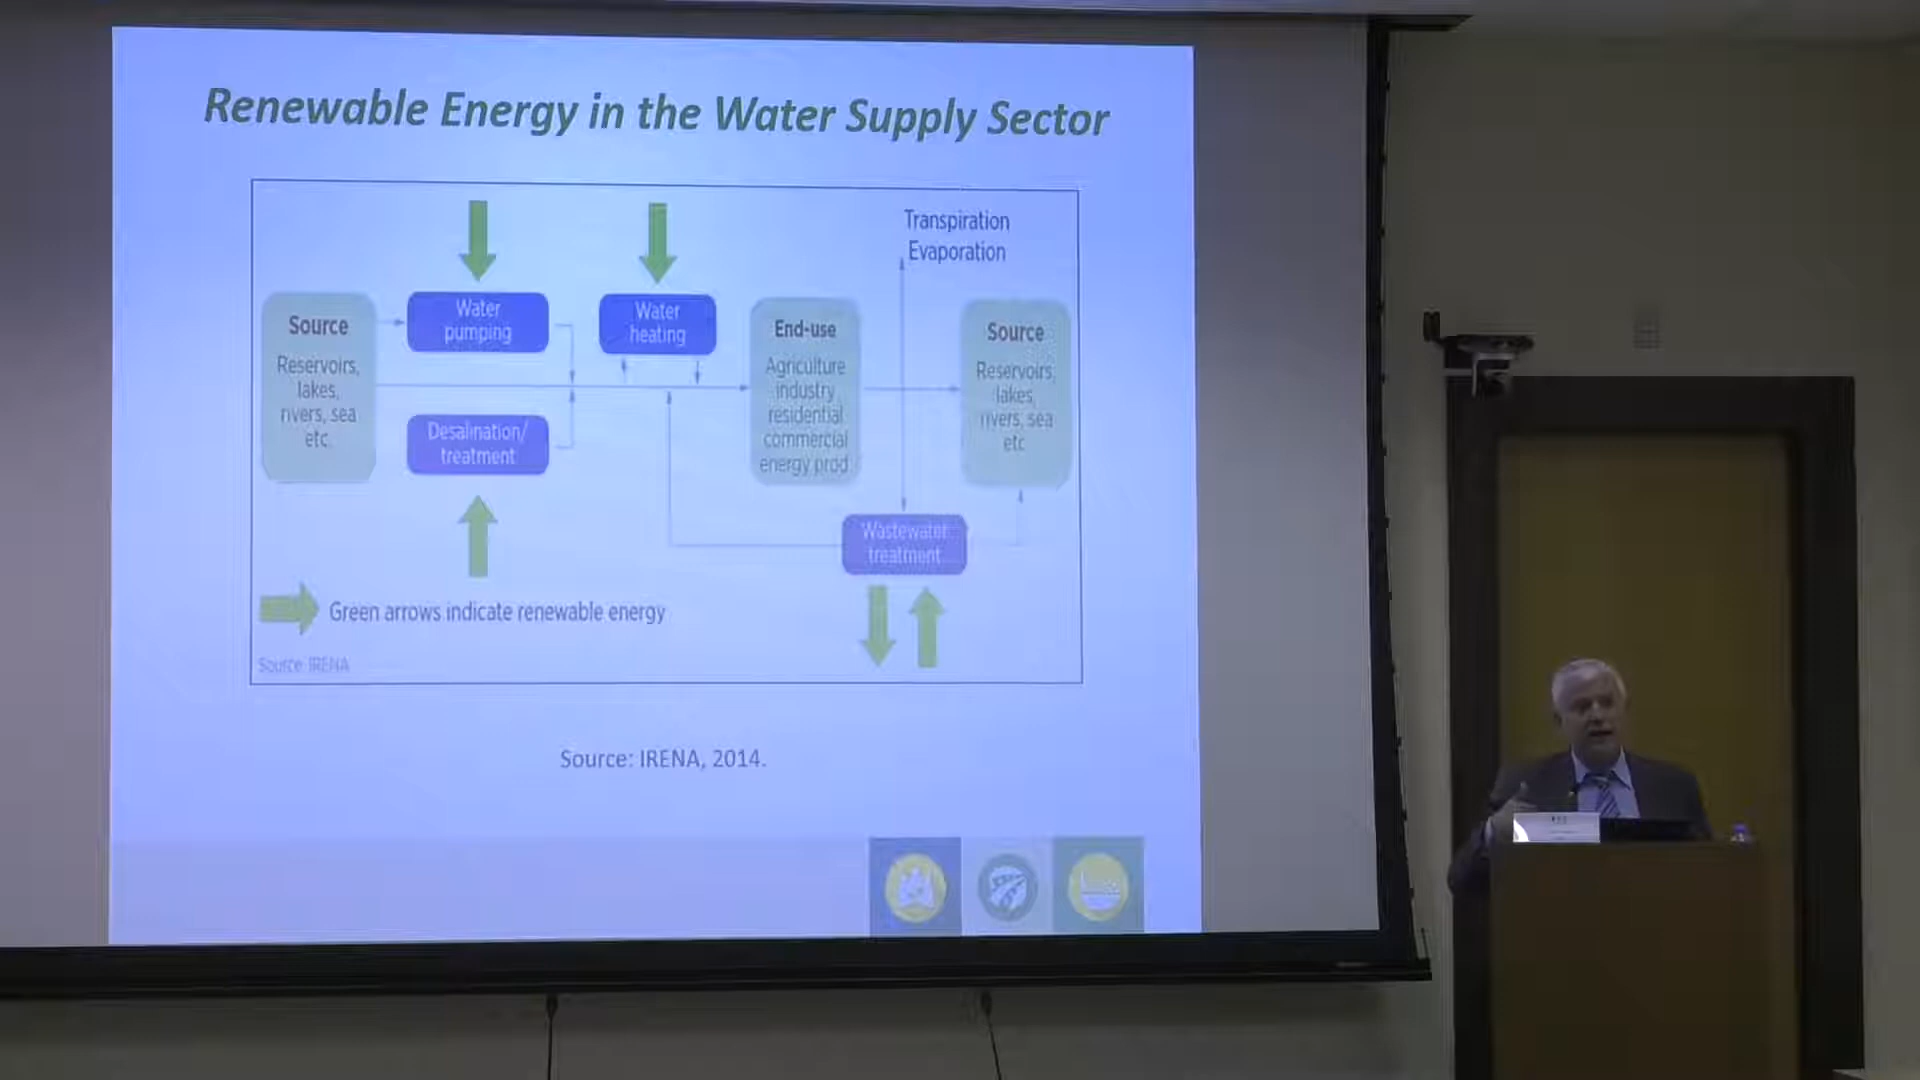 Renewable Energy in the Water Supply Sector
Transpiration
Evaporation
Source
Reservoirs,
lakes,
rivers, sea
etc.
Water
pumping
Water
heating
Desalination/
treatment
End-use
Agriculture
industry
residential
commercial
energy prod
Source
Reservoirs,
lakes,
rivers, sea
etc
Wastewater
treatment
Green arrows indicate renewable energy
Source: IRENA
Source: IRENA, 2014.